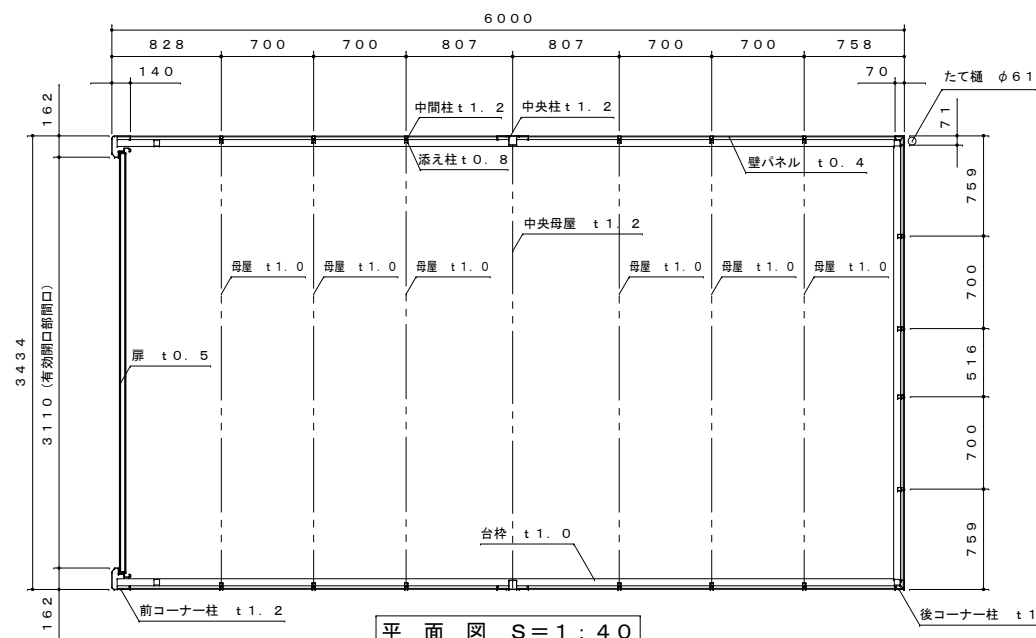 6000
828 700 700 807 807 700 700 758
140
70
たて樋 φ61
162
71
中間柱t1.2
中央柱t1.2
添え柱t0.8
壁パネル t0.4
759
中央母屋 t1.2
母屋 t1.0 母屋 t1.0 母屋 t1.0 母屋 t1.0 母屋 t1.0 母屋 t1.0
700
3434
3110(有効開口部間口)
扉 t0.5
516
700
台枠 t1.0
759
162
前コーナー柱 t1.2
後コーナー柱 t1
平面図 S=1:40